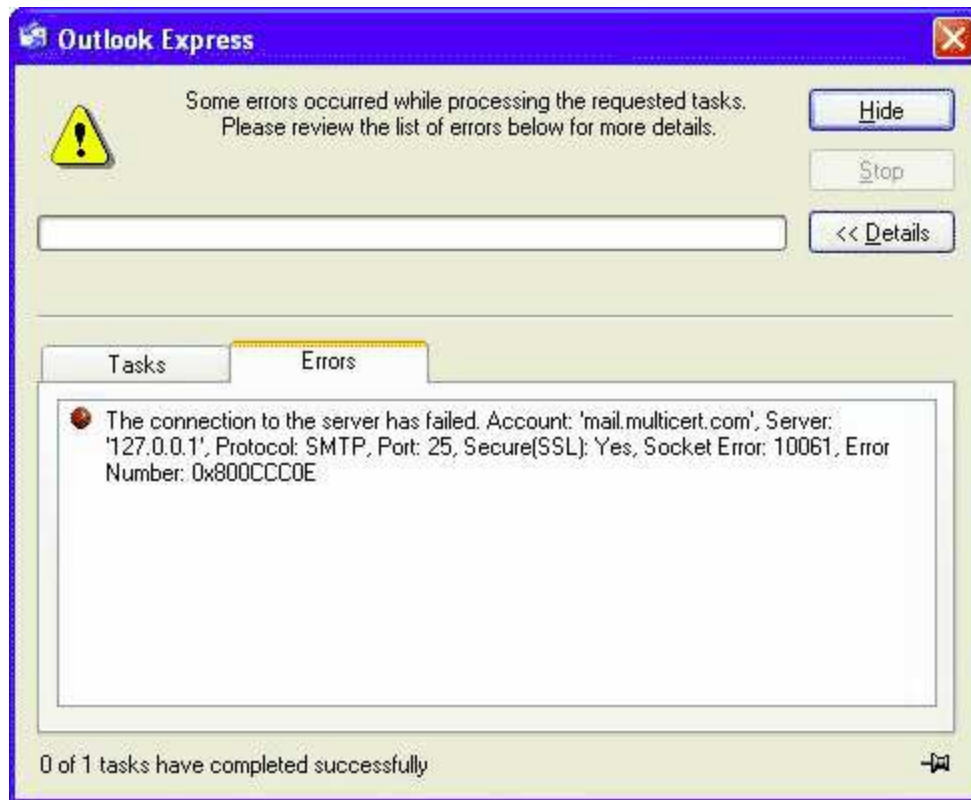 Outlook Express
Some errors occurred while processing the requested tasks.
Please review the list of errors below for more details.
Hide
Stop
<< Details
Tasks
Errors
The connection to the server has failed. Account: 'mail.multicert.com', Server:
'127.0.0.1', Protocol: SMTP, Port: 25, Secure(SSL): Yes, Socket Error: 10061, Error
Number: 0x800CCC0E
0 of 1 tasks have completed successfully